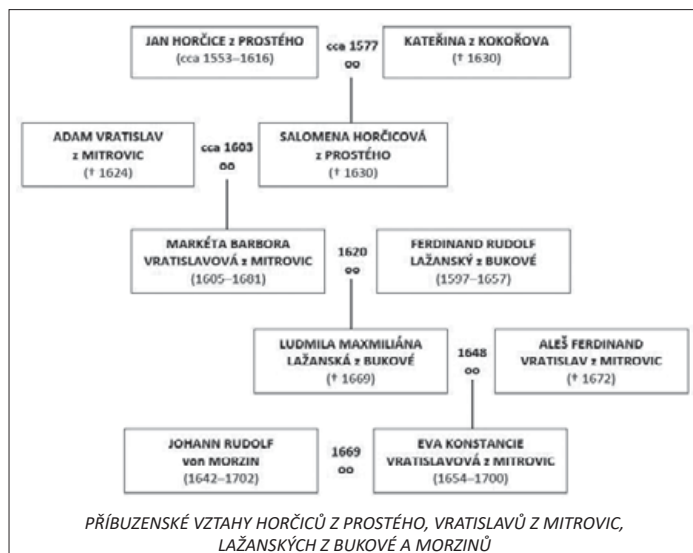 JAN HORČICE z PROSTÉHO
(cca 1553–1616)
cca 1577
oo
KATEŘINA z KOKOŘOVA
(† 1630)
ADAM VRATISLAV
z MITROVIC
(† 1624)
cca 1603
oo
SALOMENA HORČICOVÁ
z PROSTÉHO
(† 1630)
MARKÉTA BARBORA
VRATISLAVOVÁ z MITROVIC
(1605–1681)
1620
oo
FERDINAND RUDOLF
LAŽANSKÝ z BUKOVÉ
(1597–1657)
LUDMILA MAXMILIÁNA
LAŽANSKÁ z BUKOVÉ
(† 1669)
1648
oo
ALEŠ FERDINAND
VRATISLAV z MITROVIC
(† 1672)
JOHANN RUDOLF
von MORZIN
(1642–1702)
1669
oo
EVA KONSTANCIE
VRATISLAVOVÁ z MITROVIC
(1654–1700)
PŘÍBUZENSKÉ VZTAHY HORČICŮ Z PROSTÉHO, VRATISLAVŮ Z MITROVIC,
LAŽANSKÝCH Z BUKOVÉ A MORZINŮ